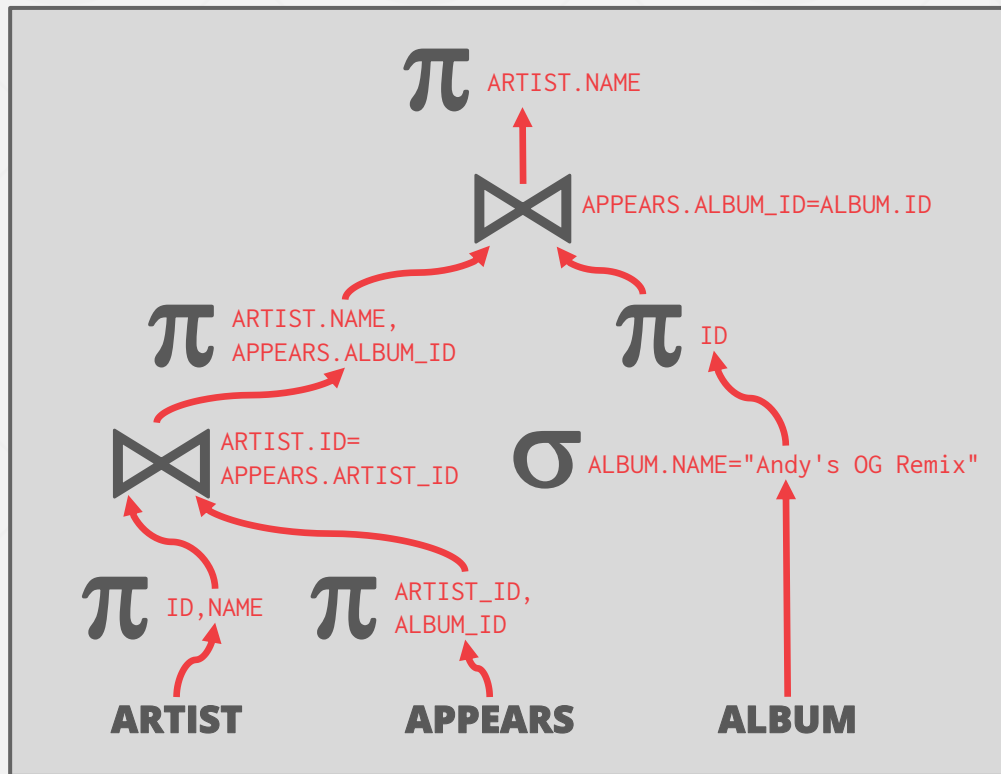 π ARTIST.NAME
⋈ APPEARS.ALBUM_ID=ALBUM.ID
π ARTIST.NAME,
APPEARS.ALBUM_ID
π ID
⋈ ARTIST.ID=
APPEARS.ARTIST_ID
σ ALBUM.NAME="Andy's OG Remix"
π ID,NAME
π ARTIST_ID,
ALBUM_ID
ARTIST
APPEARS
ALBUM